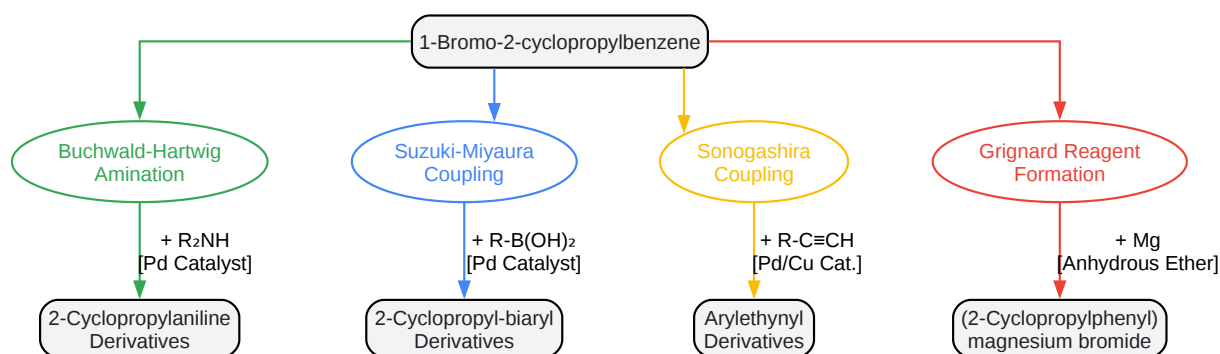 1-Bromo-2-cyclopropylbenzene
Buchwald-Hartwig
Amination
Suzuki-Miyaura
Coupling
Sonogashira
Coupling
Grignard Reagent
Formation
+ R₂NH
[Pd Catalyst]
+ R-B(OH)₂
[Pd Catalyst]
+ R-C≡CH
[Pd/Cu Cat.]
+ Mg
[Anhydrous Ether]
2-Cyclopropylaniline
Derivatives
2-Cyclopropyl-biaryl
Derivatives
Arylethynyl
Derivatives
(2-Cyclopropylphenyl)
magnesium bromide